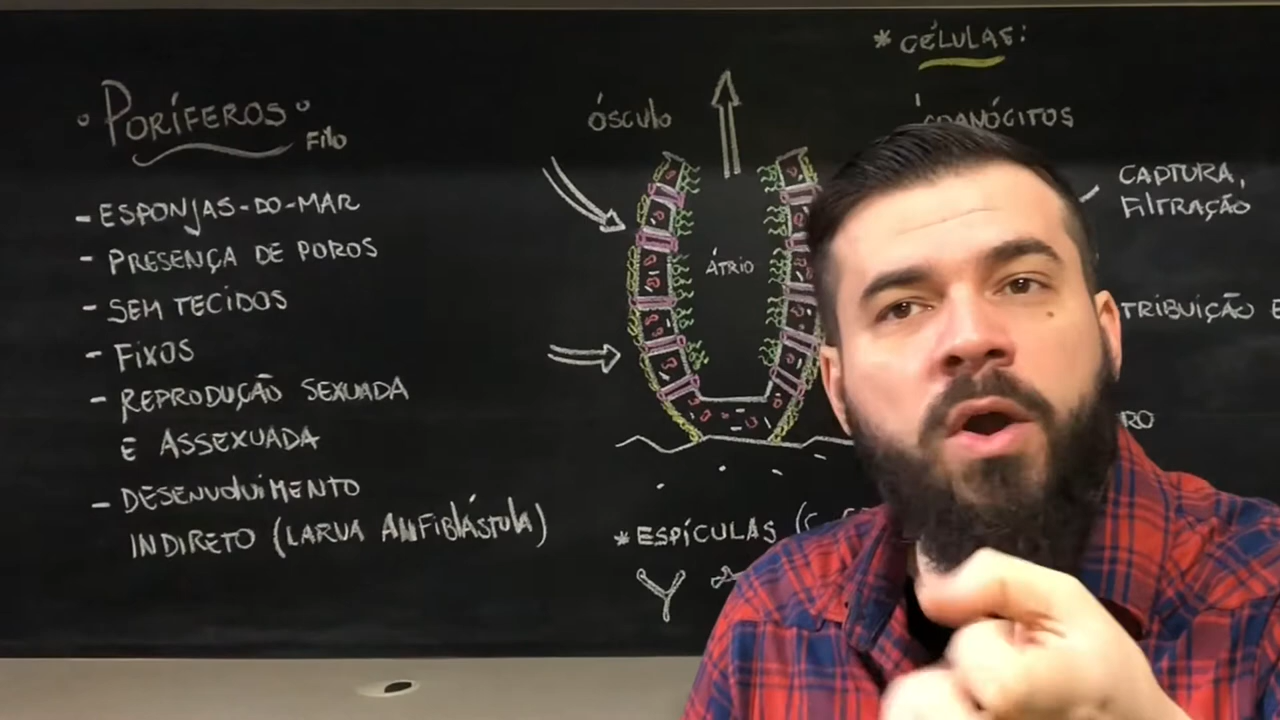 PORÍFEROS
Filo
- ESPONJAS-DO-MAR
- PRESENÇA DE POROS
- SEM TECIDOS
- FIXOS
- REPRODUÇÃO SEXUADA
E ASSEXUADA
- DESENVOLVIMENTO
INDIRETO (LARVA ANFIBLÁSTULA)
ÓSCULO
ÁTRIO
* ESPÍCULAS
* CÉLULAS:
CAPTURA,
FILTRAÇÃO